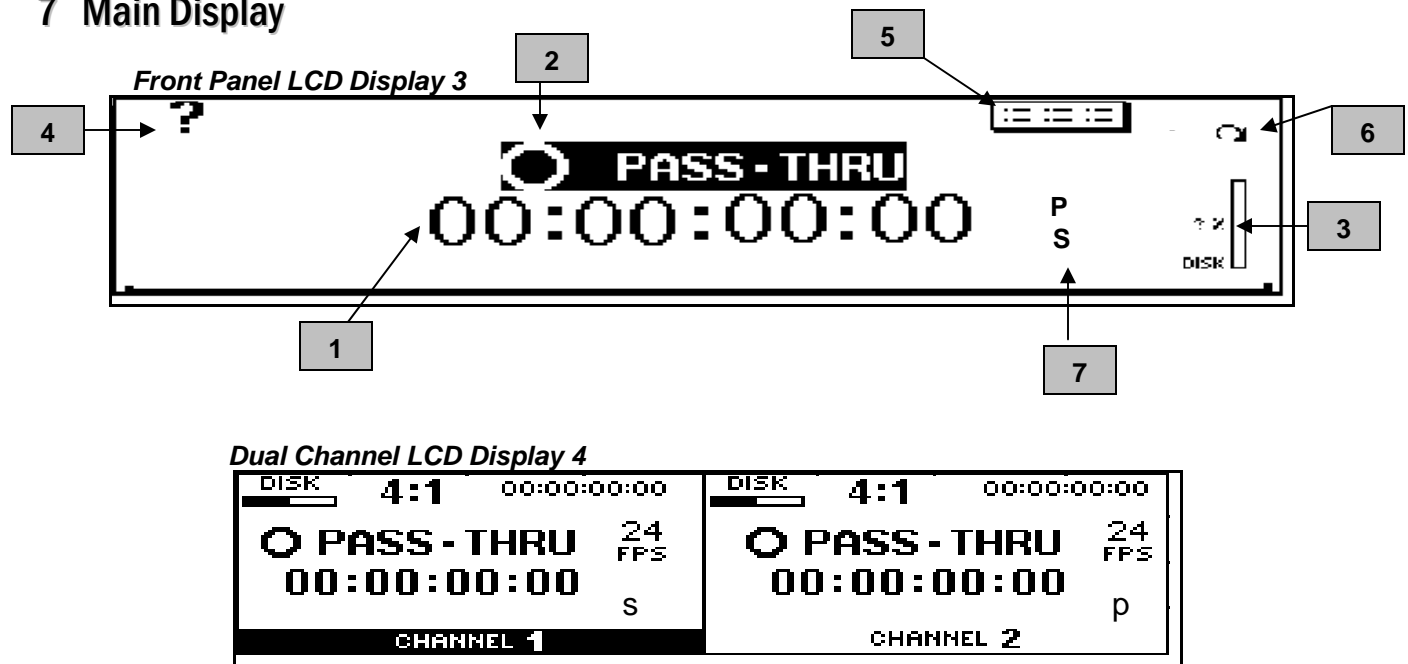 7 Main Display
5
2
Front Panel LCD Display 3
4
?
6
PASS-THRU
00:00:00:00
P
S
? %
3
DISK
1
7
Dual Channel LCD Display 4
DISK 4:1 00:00:00:00 DISK 4:1 00:00:00:00
PASS-THRU 24 FPS PASS-THRU 24 FPS
00:00:00:00 s 00:00:00:00 p
CHANNEL 1 CHANNEL 2